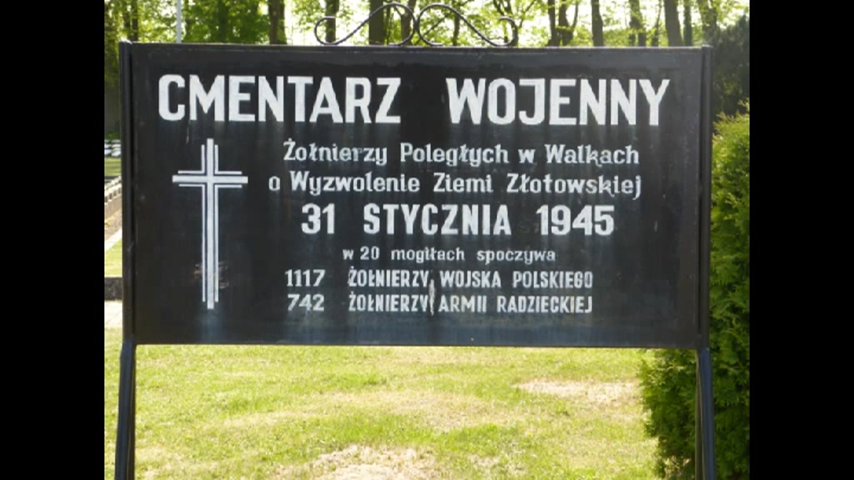 CMENTARZ WOJENNY
Żołnierzy Poległych w Walkach
o Wyzwolenie Ziemi Złotowskiej
31 STYCZNIA 1945
w 20 mogiłach spoczywa
1117 ŻOŁNIERZY WOJSKA POLSKIEGO
742 ŻOŁNIERZY ARMII RADZIECKIEJ